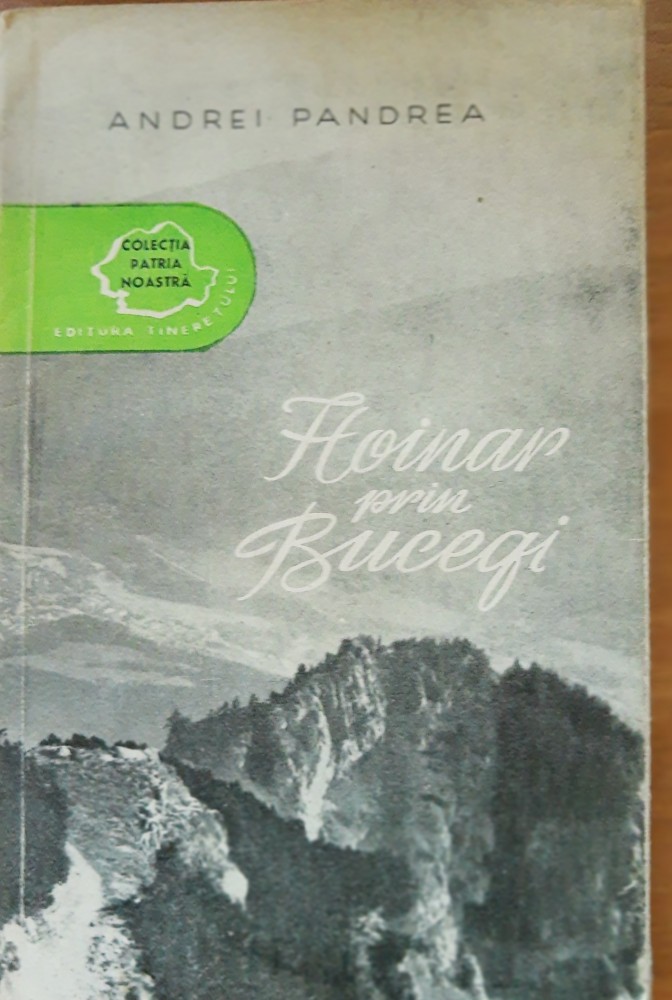 ANDREI PANDREA
COLECȚIA
PATRIA
NOASTRĂ
EDITURA TINERETULUI
Hoinar
prin
Bucegi